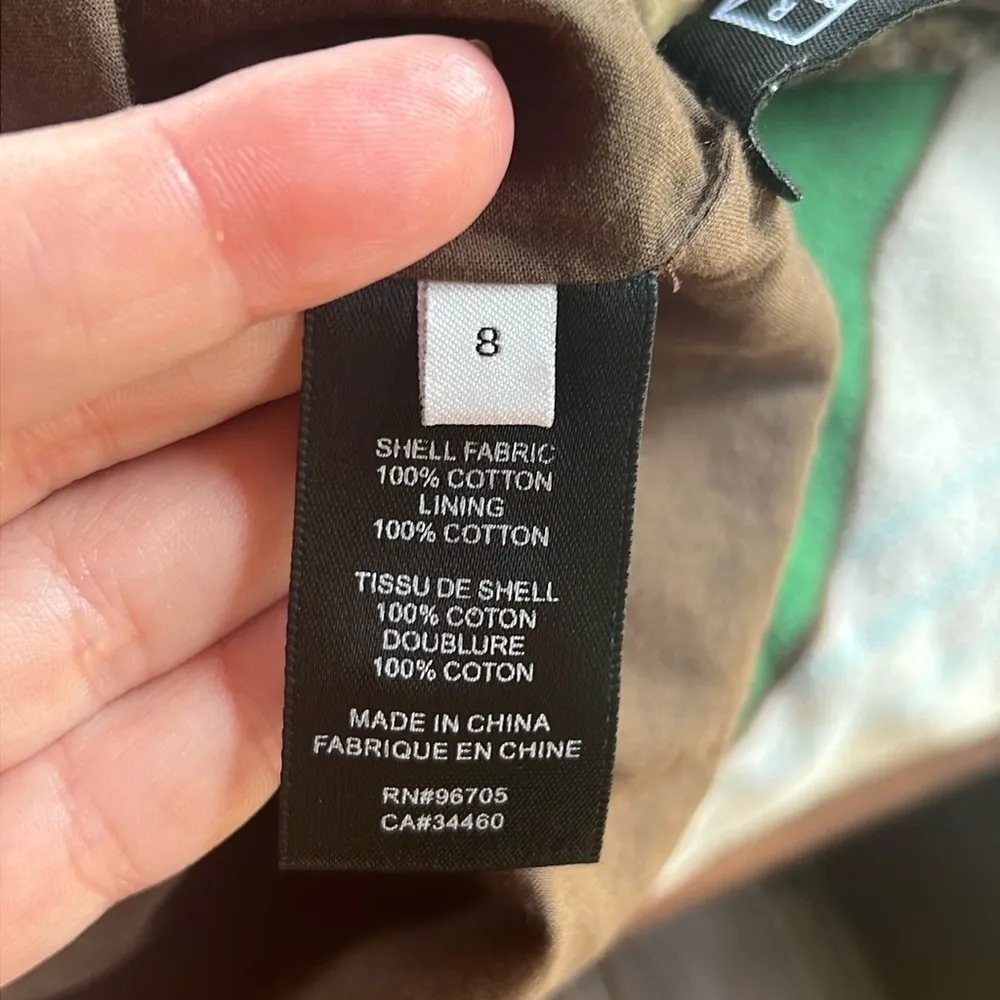 8
SHELL FABRIC
100% COTTON
LINING
100% COTTON
TISSU DE SHELL
100% COTON
DOUBLURE
100% COTON
MADE IN CHINA
FABRIQUE EN CHINE
RN#96705
CA#34460